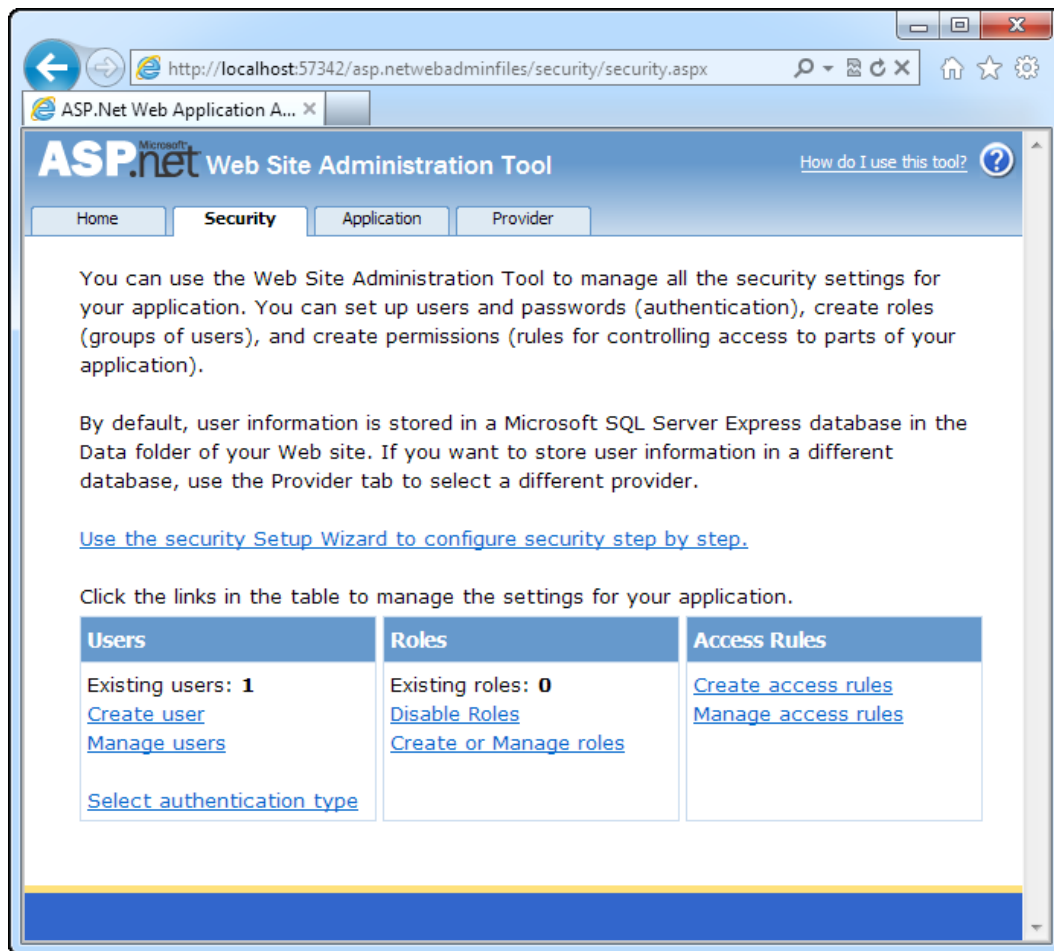 http://localhost:57342/asp.netwebadminfiles/security/security.aspx
ASP.Net Web Application A...
Microsoft
ASP.net Web Site Administration Tool
How do I use this tool? ?
Home Security Application Provider
You can use the Web Site Administration Tool to manage all the security settings for
your application. You can set up users and passwords (authentication), create roles
(groups of users), and create permissions (rules for controlling access to parts of your
application).
By default, user information is stored in a Microsoft SQL Server Express database in the
Data folder of your Web site. If you want to store user information in a different
database, use the Provider tab to select a different provider.
Use the security Setup Wizard to configure security step by step.
Click the links in the table to manage the settings for your application.
Users
Existing users: 1
Create user
Manage users
Select authentication type
Roles
Existing roles: 0
Disable Roles
Create or Manage roles
Access Rules
Create access rules
Manage access rules